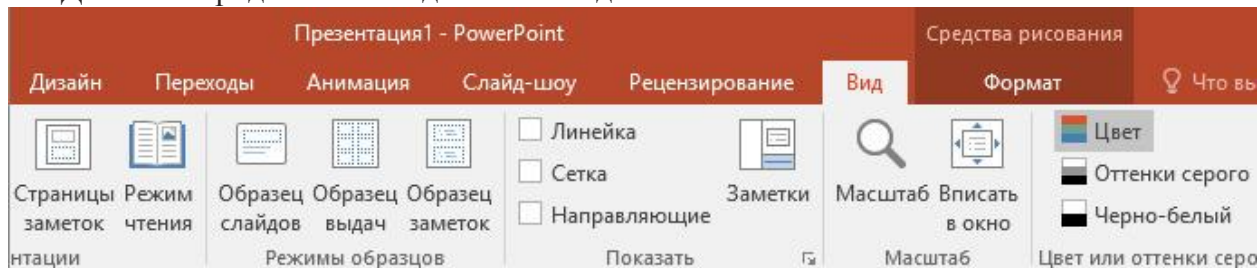 Презентация1 - PowerPoint
Средства рисования
Дизайн Переходы Анимация Слайд-шоу Рецензирование Вид Формат Что вы
Страницы заметок
Режим чтения
Образец слайдов
Образец выдач
Образец заметок
Линейка
Сетка
Направляющие
Заметки
Масштаб
Вписать в окно
Цвет
Оттенки серого
Черно-белый
нтации
Режимы образцов
Показать
Масштаб
Цвет или оттенки серо